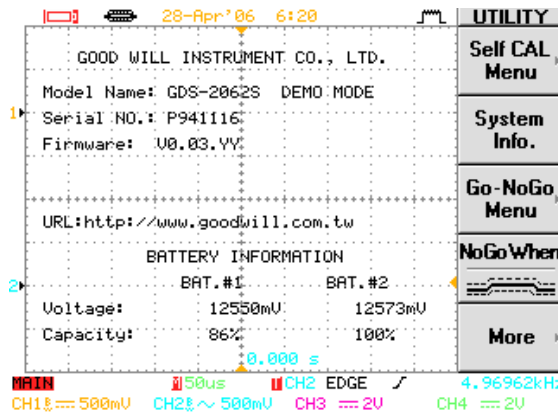 28-Apr'06 6:20 UTILITY
GOOD WILL INSTRUMENT CO., LTD.
Model Name: GDS-2062S DEMO MODE
Serial NO.: P941116
Firmware: V0.03.YY
URL:http://www.goodwill.com.tw
BATTERY INFORMATION
BAT.#1 BAT.#2
Voltage: 12550mV 12573mV
Capacity: 86% 100%
0.000 s
1
2
Self CAL
Menu
System
Info.
Go-NoGo
Menu
NoGo When
More
MAIN M 50us T CH2 EDGE 4.96962kHz
CH1 500mV CH2 500mV CH3 2V CH4 2V